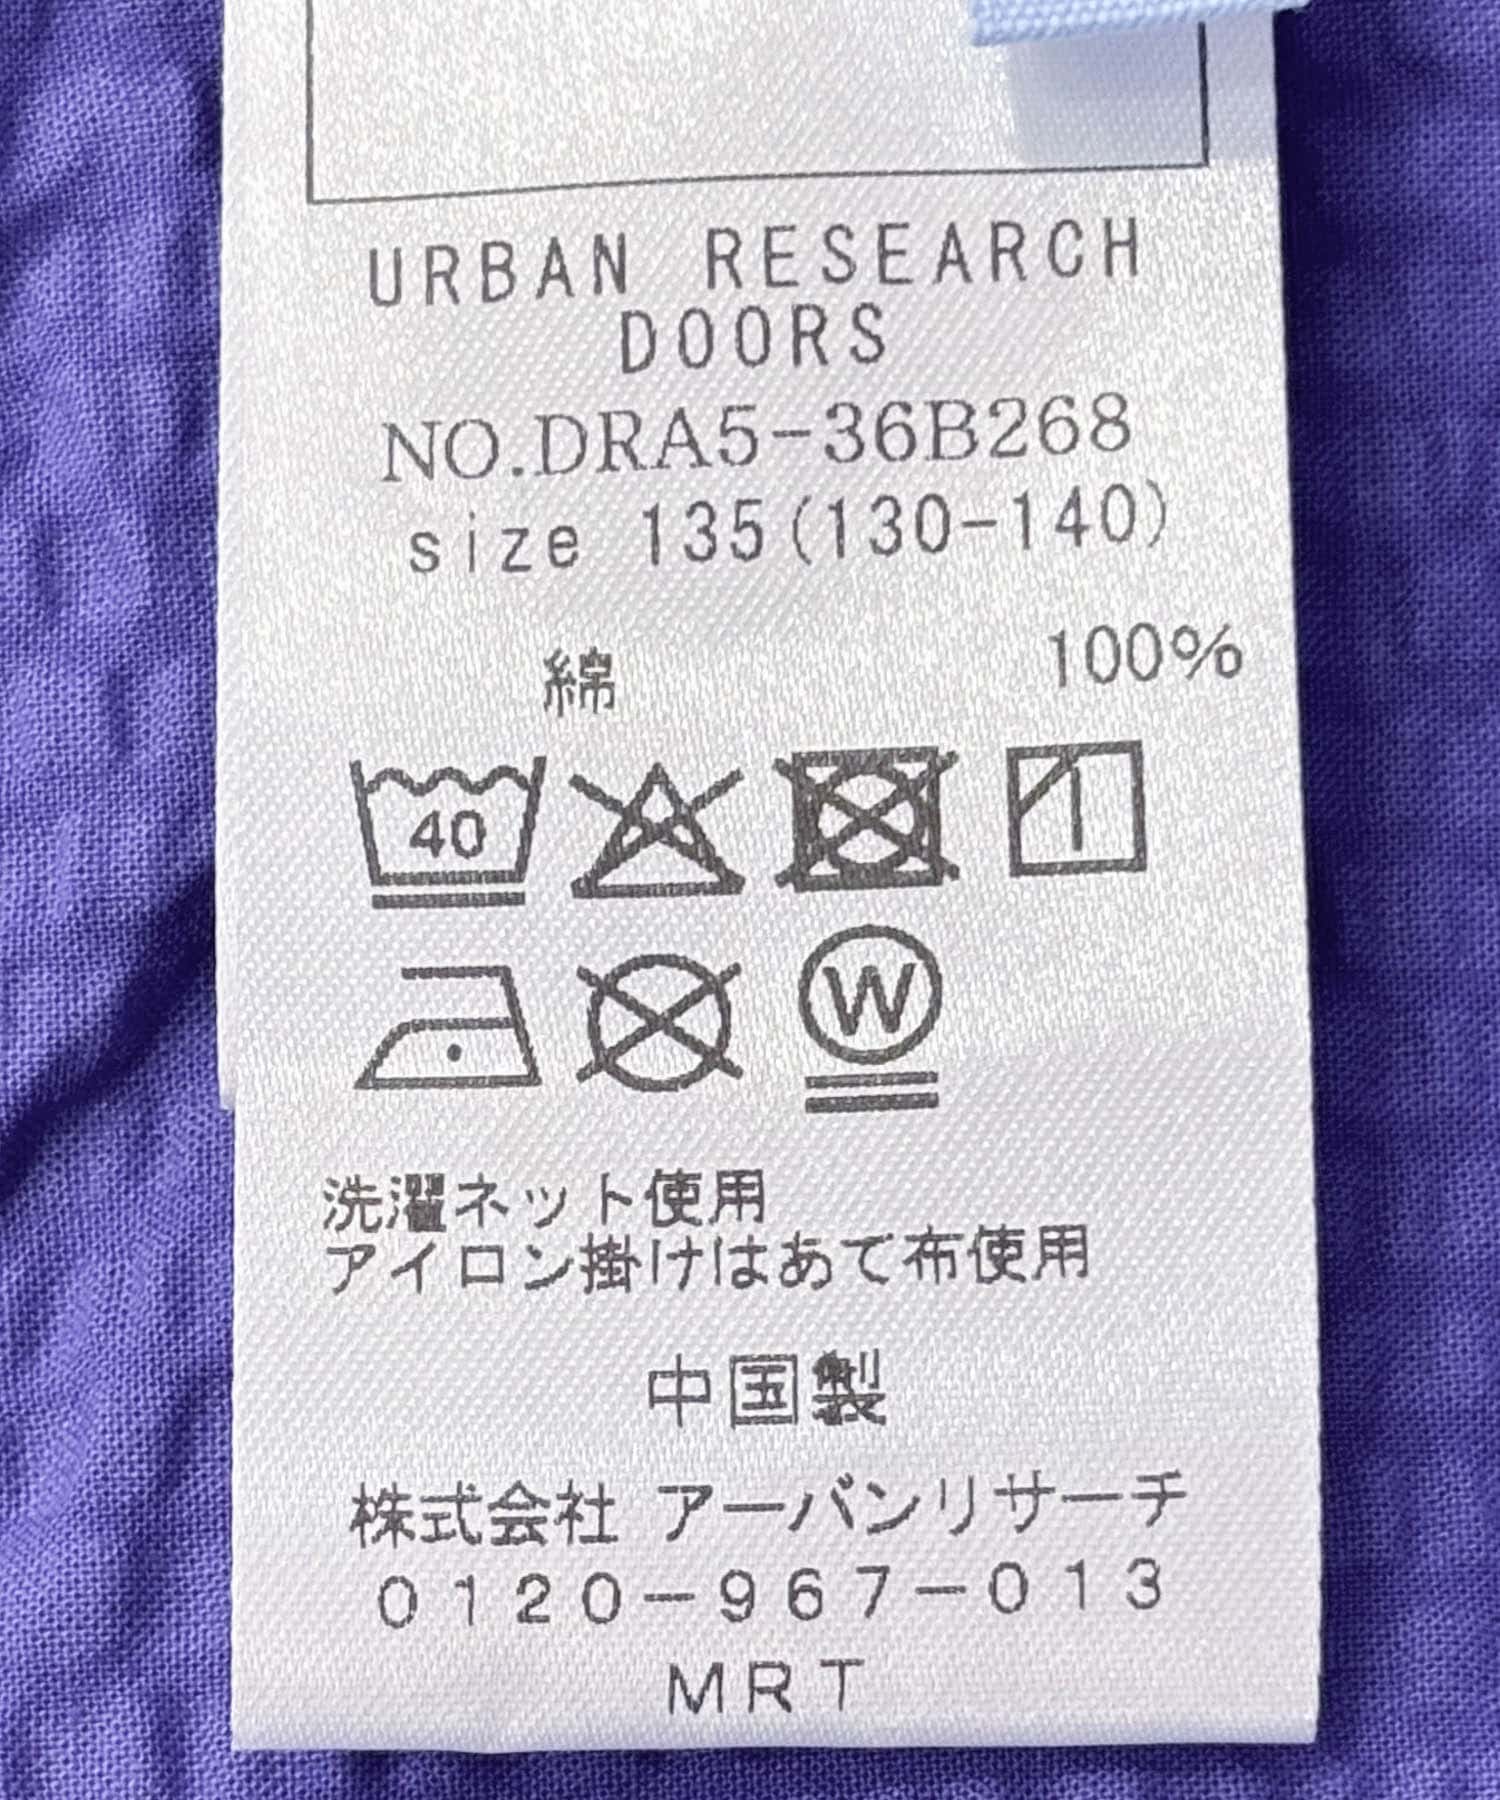 URBAN RESEARCH
DOORS
NO.DRA5-36B268
size 135(130-140)
綿 100%
40
W
洗濯ネット使用
アイロン掛けはあて布使用
中国製
株式会社 アーバンリサーチ
0120-967-013
MRT